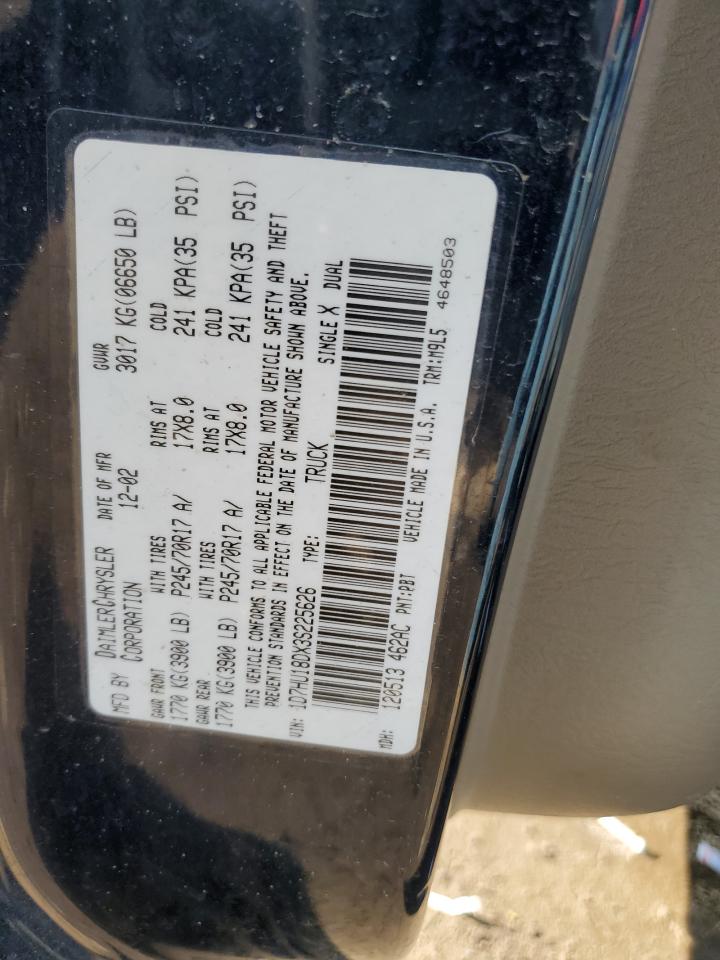 MFD BY DAIMLERCHRYSLER CORPORATION DATE OF MFR 12-02 GVWR 3017 KG(06650 LB)
GAWR FRONT WITH TIRES RIMS AT COLD
1770 KG(3900 LB) P245/70R17 A/ 17X8.0 241 KPA(35 PSI)
GAWR REAR WITH TIRES RIMS AT COLD
1770 KG(3900 LB) P245/70R17 A/ 17X8.0 241 KPA(35 PSI)
THIS VEHICLE CONFORMS TO ALL APPLICABLE FEDERAL MOTOR VEHICLE SAFETY AND THEFT
PREVENTION STANDARDS IN EFFECT ON THE DATE OF MANUFACTURE SHOWN ABOVE.
VIN: 1D7HU18DX3S225626 TYPE: TRUCK SINGLE X DUAL
MDH: 120513 462AC PNT:PBT VEHICLE MADE IN U.S.A. TRM:M9L5 4648503